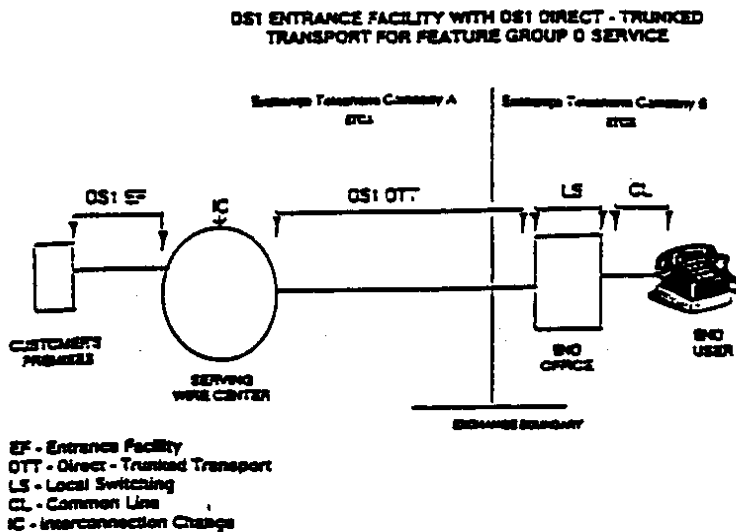 DS1 ENTRANCE FACILITY WITH DS1 DIRECT - TRUNKED
TRANSPORT FOR FEATURE GROUP D SERVICE
Exchange Telephone Company A
Exchange Telephone Company B
DS1 EF
IC
DS1 DTT
LS
CL
CUSTOMER'S
PREMISES
SERVING
WIRE CENTER
END
OFFICE
END
USER
EXCHANGE BOUNDARY
EF - Entrance Facility
DTT - Direct - Trunked Transport
LS - Local Switching
CL - Common Line
IC - Interconnection Charge